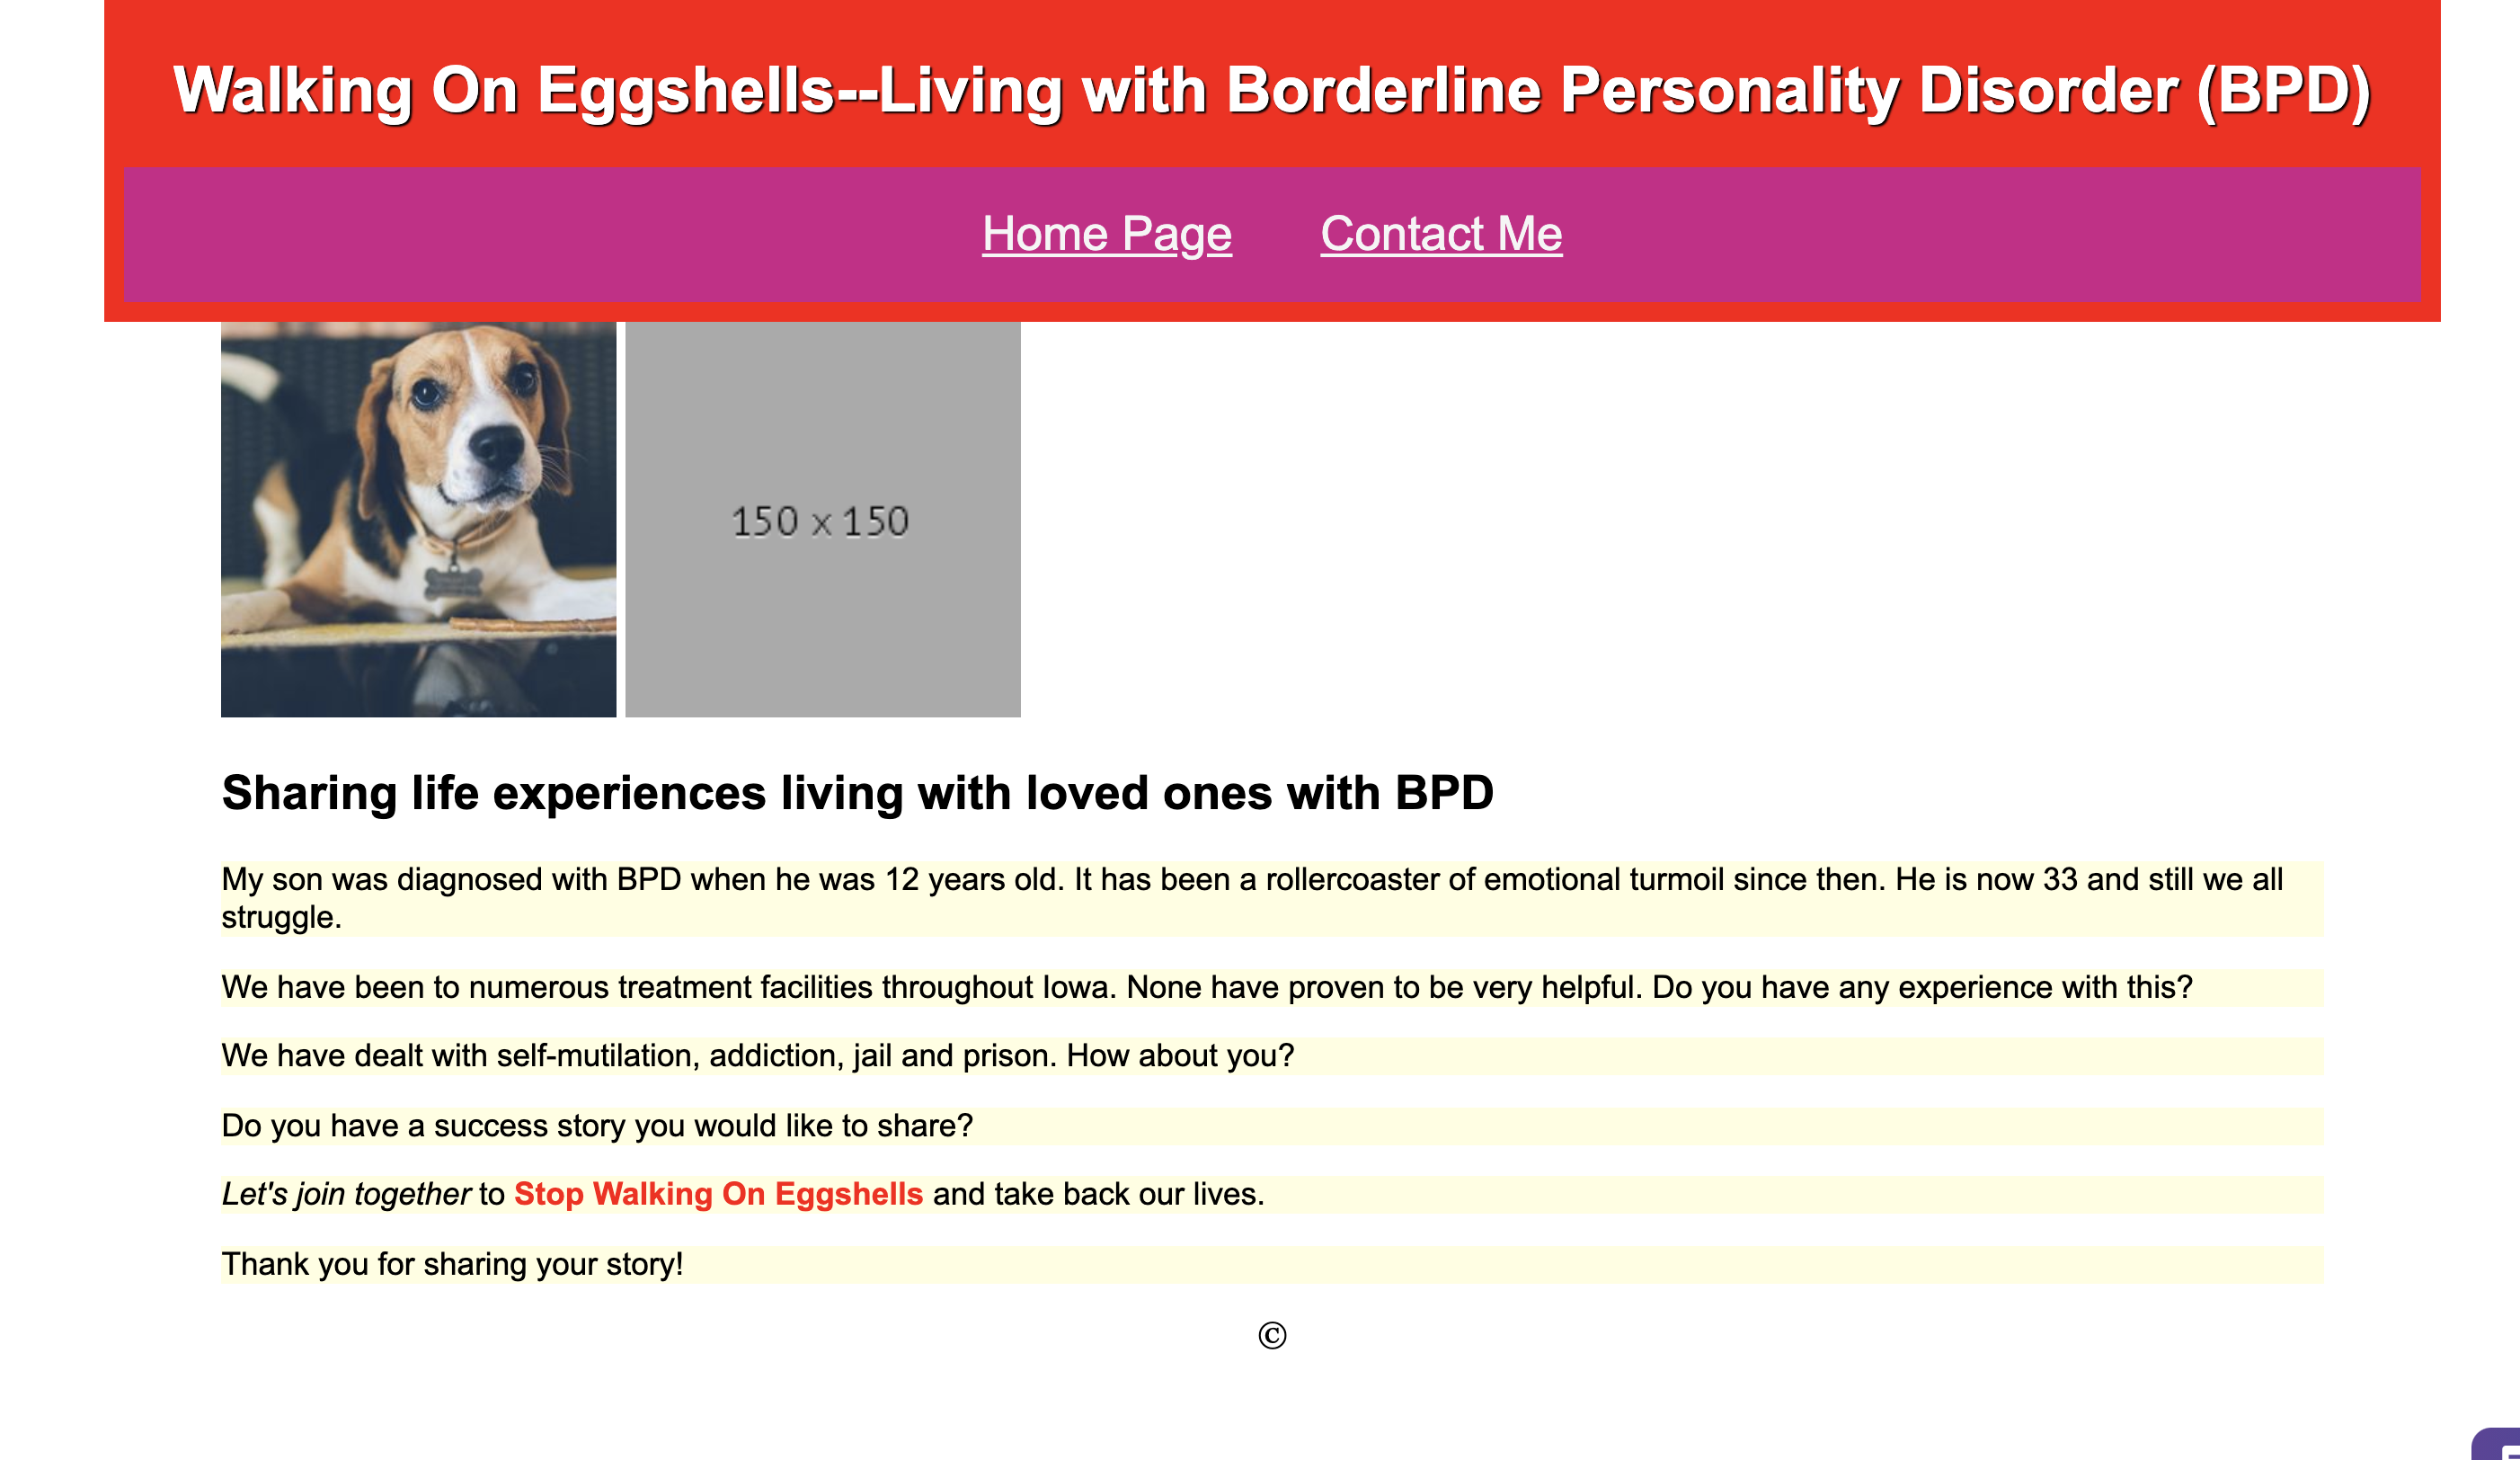 Walking On Eggshells--Living with Borderline Personality Disorder (BPD)
Home Page Contact Me
150 x 150
Sharing life experiences living with loved ones with BPD
My son was diagnosed with BPD when he was 12 years old. It has been a rollercoaster of emotional turmoil since then. He is now 33 and still we all
struggle.
We have been to numerous treatment facilities throughout Iowa. None have proven to be very helpful. Do you have any experience with this?
We have dealt with self-mutilation, addiction, jail and prison. How about you?
Do you have a success story you would like to share?
Let's join together to Stop Walking On Eggshells and take back our lives.
Thank you for sharing your story!
©